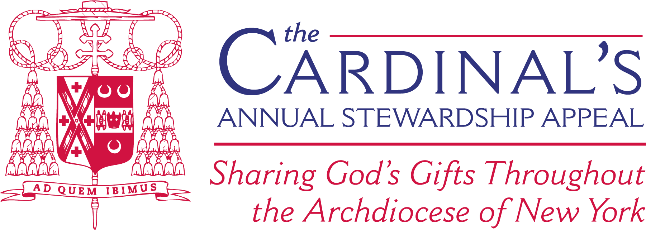 the
CARDINAL'S
ANNUAL STEWARDSHIP APPEAL
Sharing God's Gifts Throughout
the Archdiocese of New York
AD QUEM IBIMUS